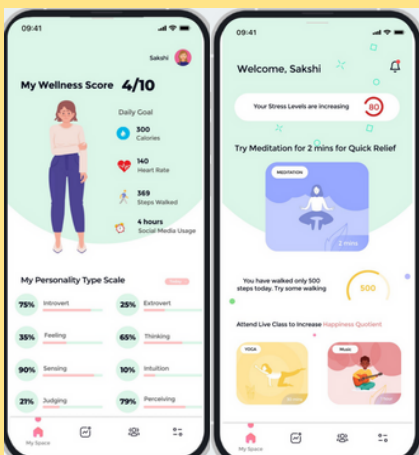 09:41
Sakshi
My Wellness Score 4/10
Daily Goal
300
Calories
140
Heart Rate
369
Steps Walked
4 hours
Social Media Usage
My Personality Type Scale
75% Introvert
25% Extrovert
35% Feeling
65% Thinking
90% Sensing
10% Intuition
21% Judging
79% Perceiving
My Space
09:41
Welcome, Sakshi
Your Stress Levels are increasing
80
Try Meditation for 2 mins for Quick Relief
MEDITATION
2 mins
You have walked only 500
steps today. Try some walking
500
Attend Live Class to Increase Happiness Quotient
YOGA
Music
My Space